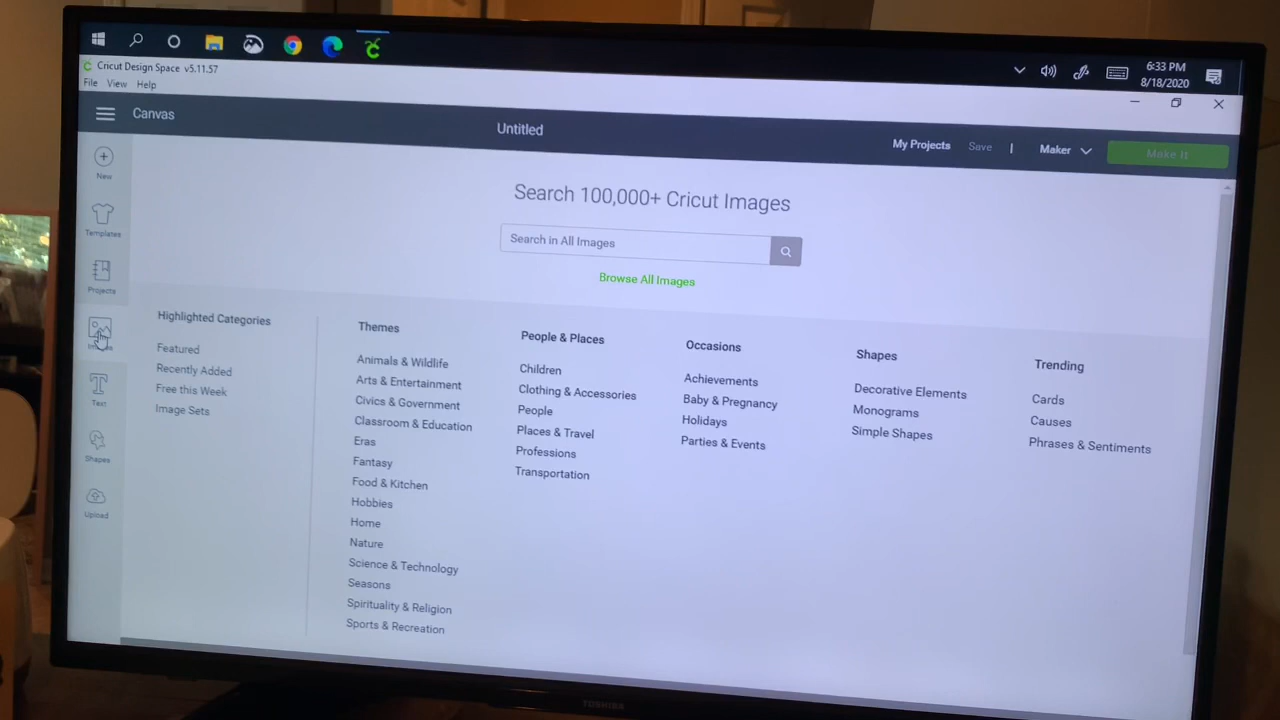 6:33 PM
8/18/2020
Cricut Design Space v5.11.57
File View Help
Canvas
Untitled
My Projects Save | Maker Make It
New
Templates
Projects
Images
Text
Shapes
Upload
Search 100,000+ Cricut Images
Search in All Images
Browse All Images
Highlighted Categories
Featured
Recently Added
Free this Week
Image Sets
Themes
Animals & Wildlife
Arts & Entertainment
Civics & Government
Classroom & Education
Eras
Fantasy
Food & Kitchen
Hobbies
Home
Nature
Science & Technology
Seasons
Spirituality & Religion
Sports & Recreation
People & Places
Children
Clothing & Accessories
People
Places & Travel
Professions
Transportation
Occasions
Achievements
Baby & Pregnancy
Holidays
Parties & Events
Shapes
Decorative Elements
Monograms
Simple Shapes
Trending
Cards
Causes
Phrases & Sentiments
TOSHIBA